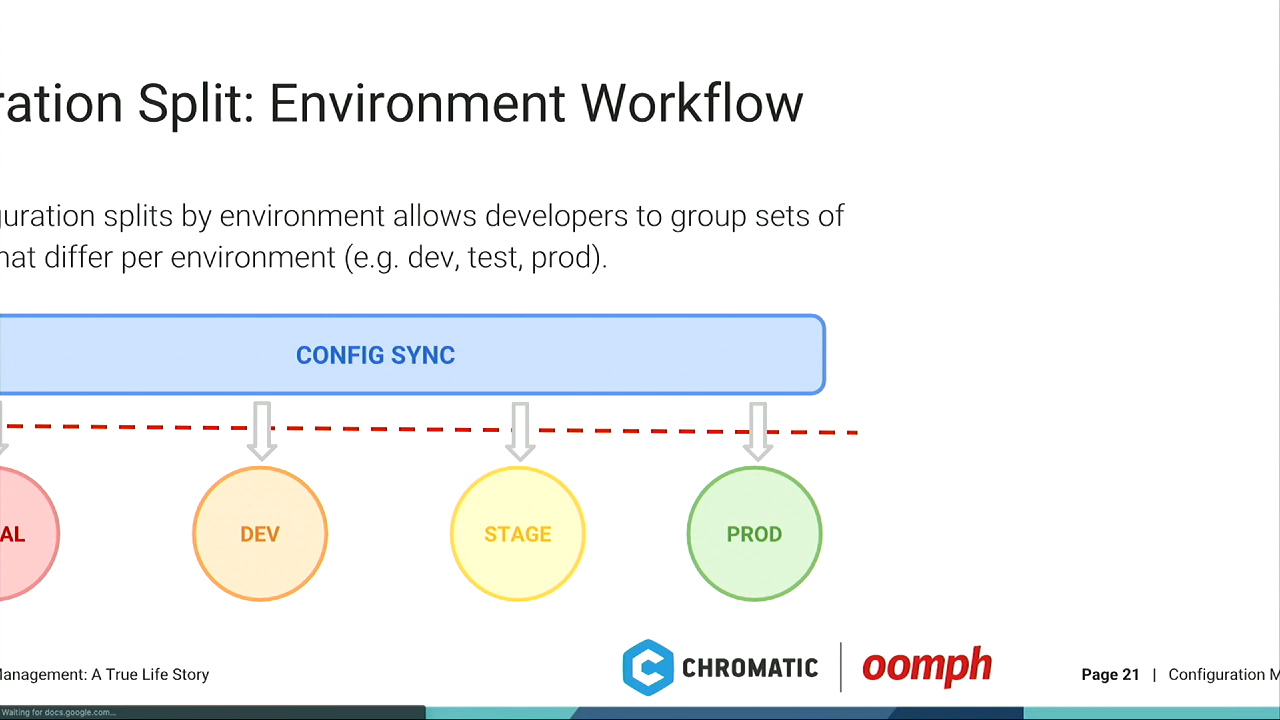 ration Split: Environment Workflow
guration splits by environment allows developers to group sets of
hat differ per environment (e.g. dev, test, prod).
CONFIG SYNC
AL
DEV
STAGE
PROD
Management: A True Life Story
CHROMATIC
oomph
Page 21 | Configuration M
Waiting for docs.google.com...